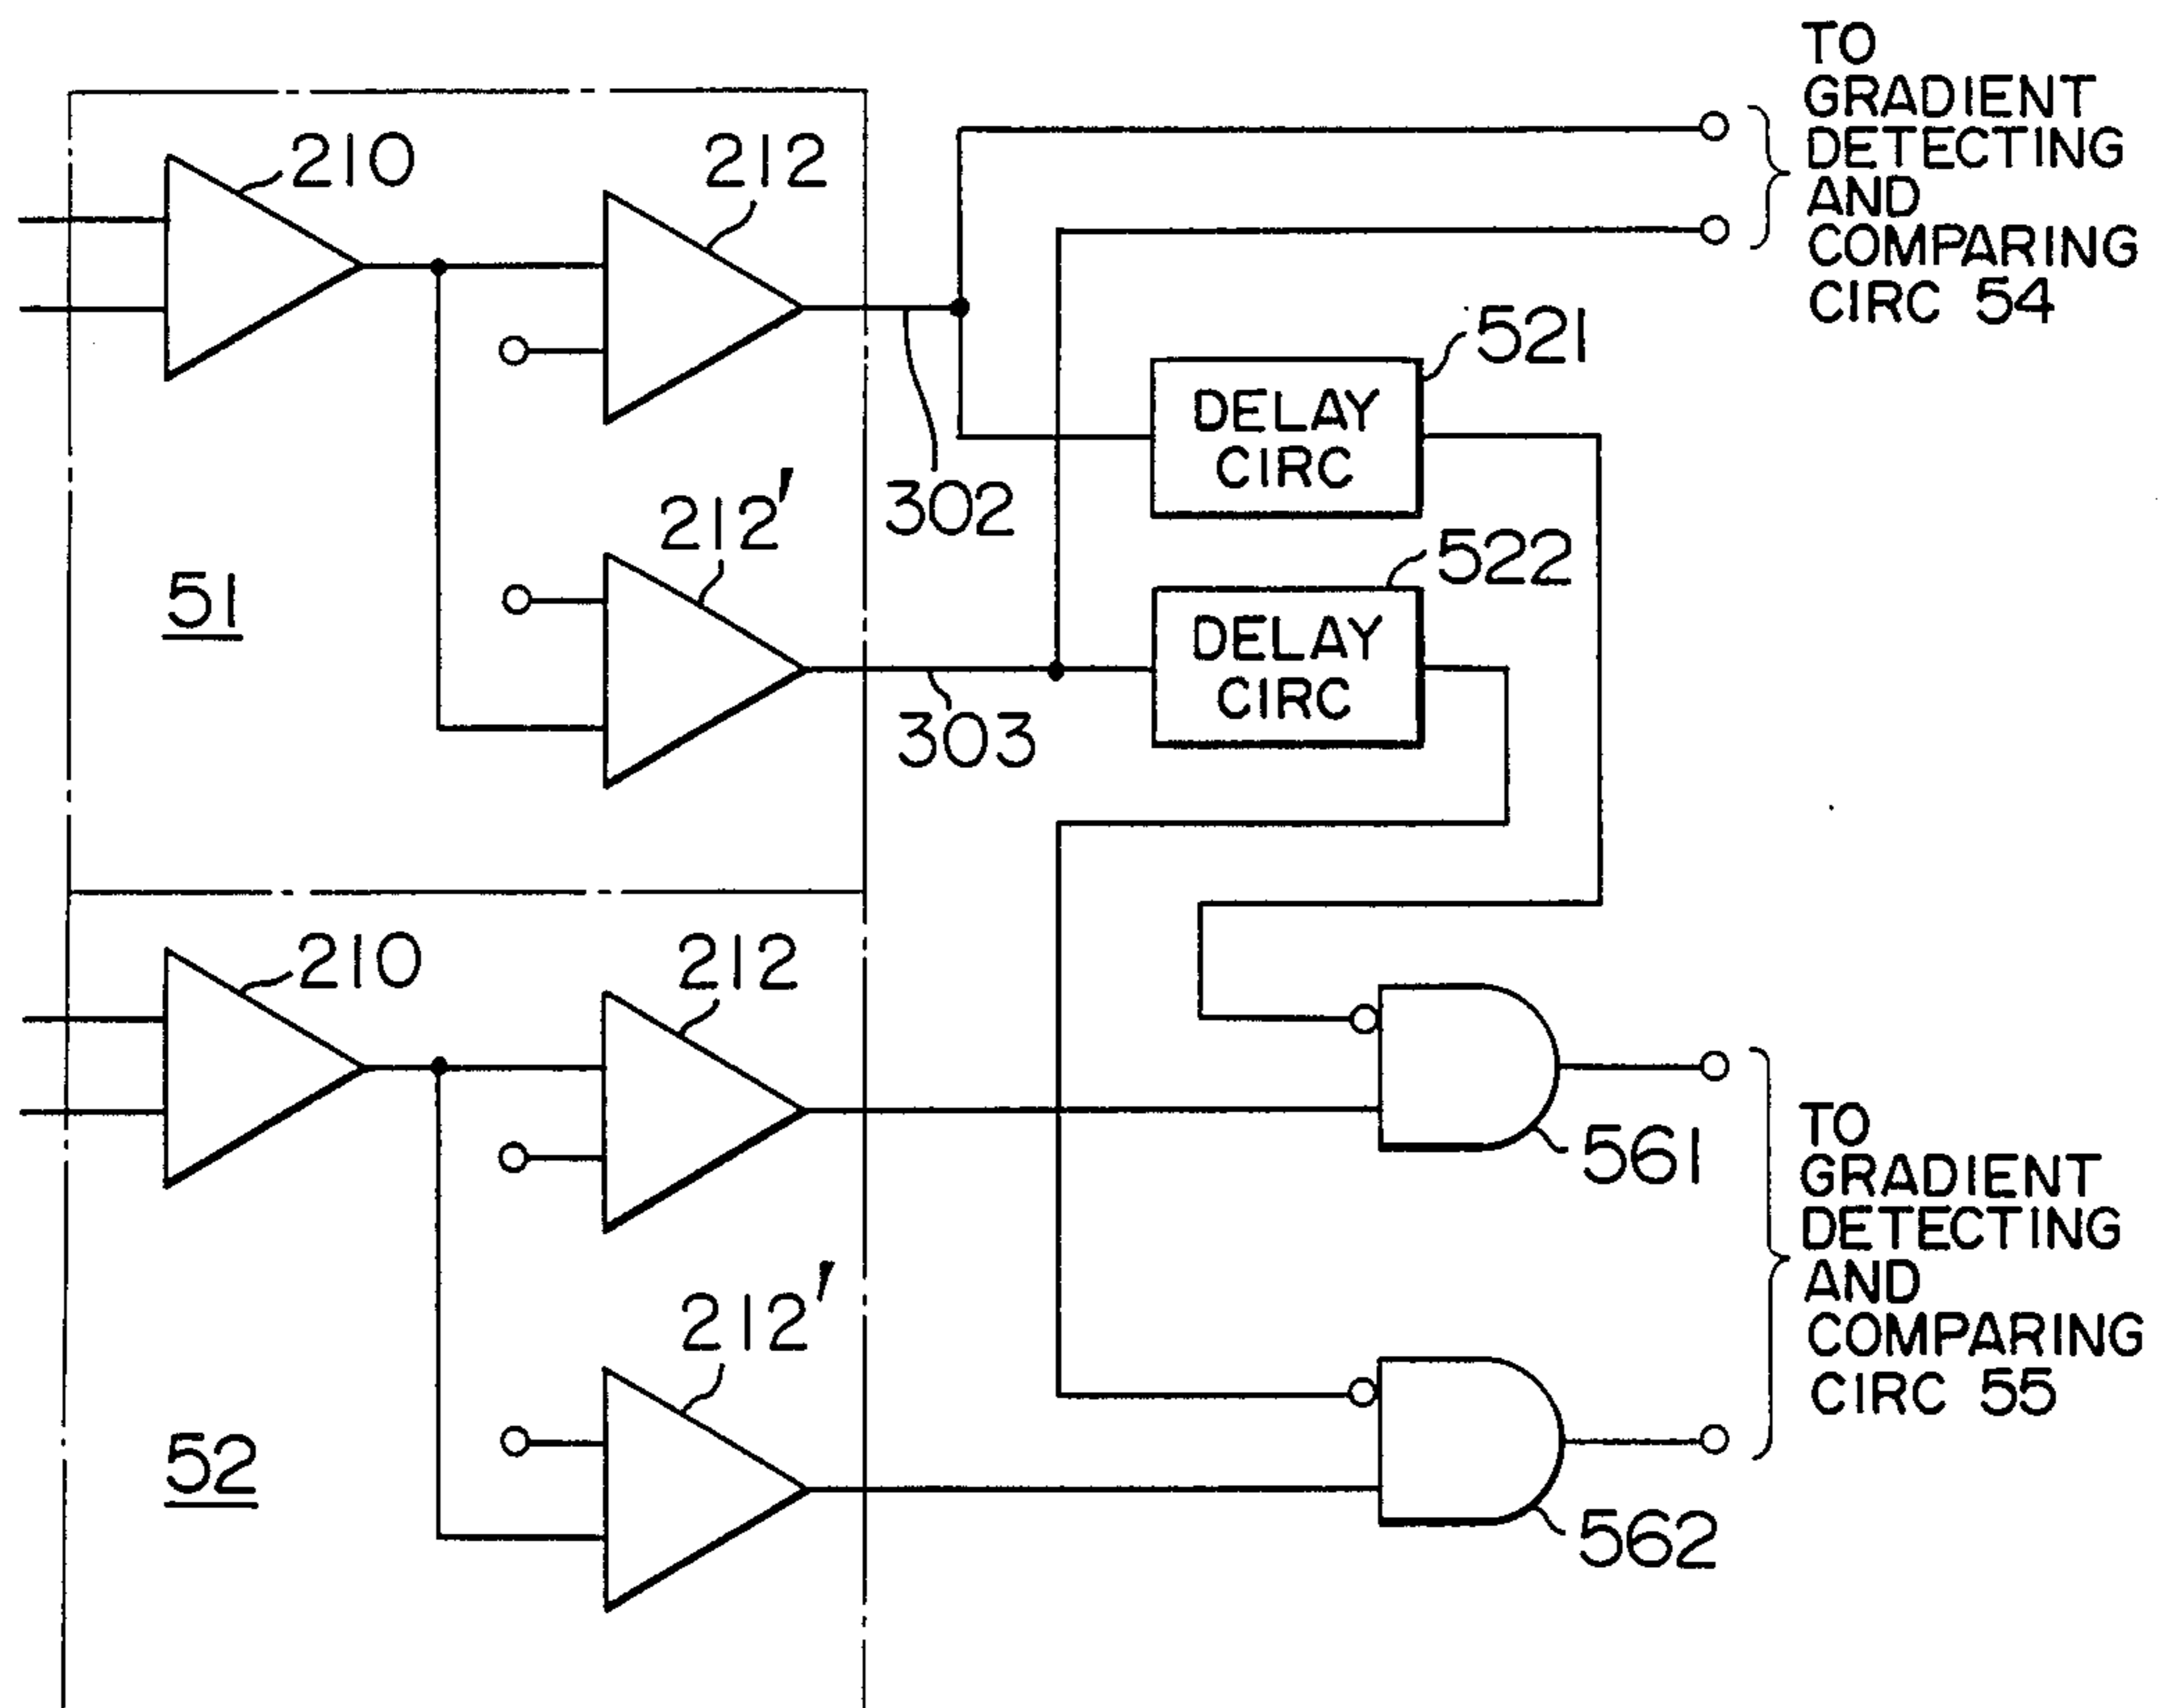 TO
GRADIENT
DETECTING
AND
COMPARING
CIRC 54
210
212
521
DELAY
CIRC
302
212'
522
51
DELAY
CIRC
303
210
212
561
TO
GRADIENT
DETECTING
AND
COMPARING
CIRC 55
212'
52
562